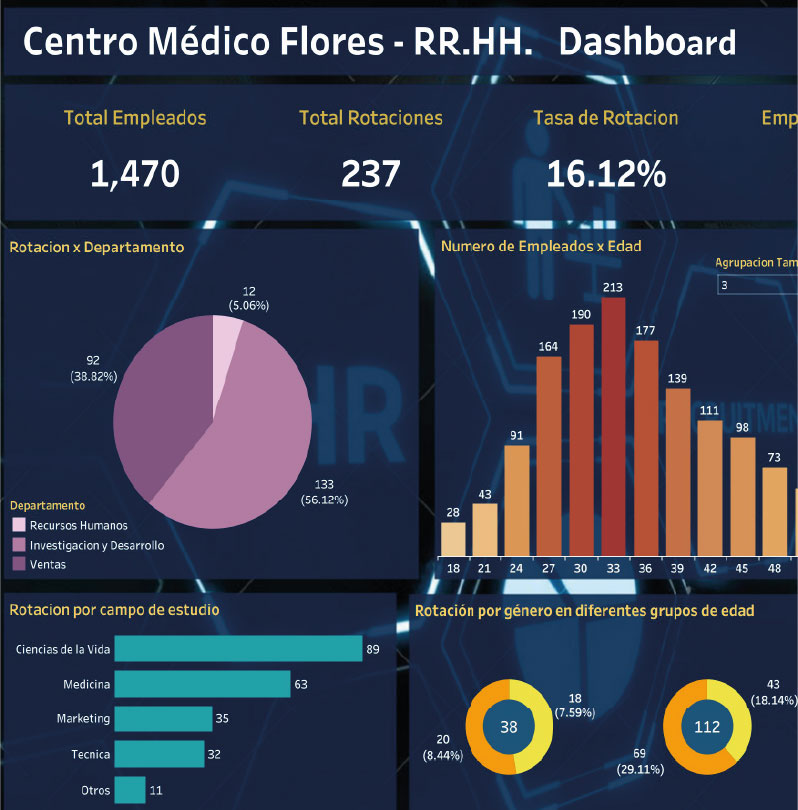 Centro Médico Flores - RR.HH. Dashboard
Total Empleados
Total Rotaciones
Tasa de Rotacion
Emp
1,470
237
16.12%
Rotacion x Departamento
12
(5.06%)
92
(38.82%)
133
(56.12%)
Departamento
Recursos Humanos
Investigacion y Desarrollo
Ventas
HR
Numero de Empleados x Edad
Agrupacion Tam
3
213
190
177
164
139
111
98
91
73
43
28
RECRUITMEN
18 21 24 27 30 33 36 39 42 45 48
Rotacion por campo de estudio
Ciencias de la Vida 89
Medicina 63
Marketing 35
Tecnica 32
Otros 11
Rotación por género en diferentes grupos de edad
18
(7.59%)
38
20
(8.44%)
43
(18.14%)
112
69
(29.11%)